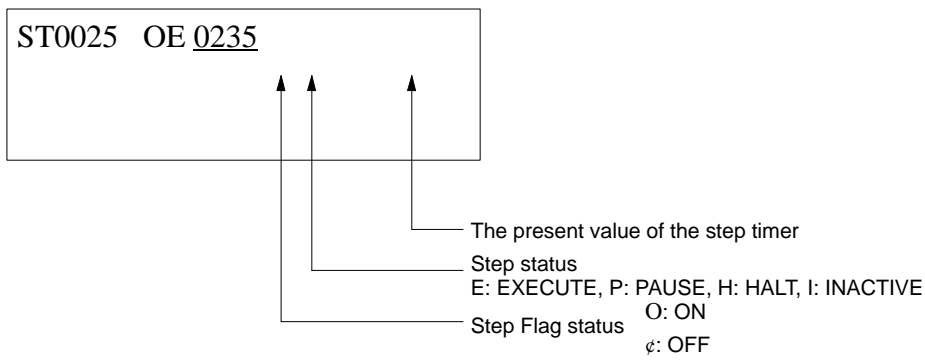 ST0025 OE 0235
The present value of the step timer
Step status
E: EXECUTE, P: PAUSE, H: HALT, I: INACTIVE
Step Flag status O: ON
¢: OFF